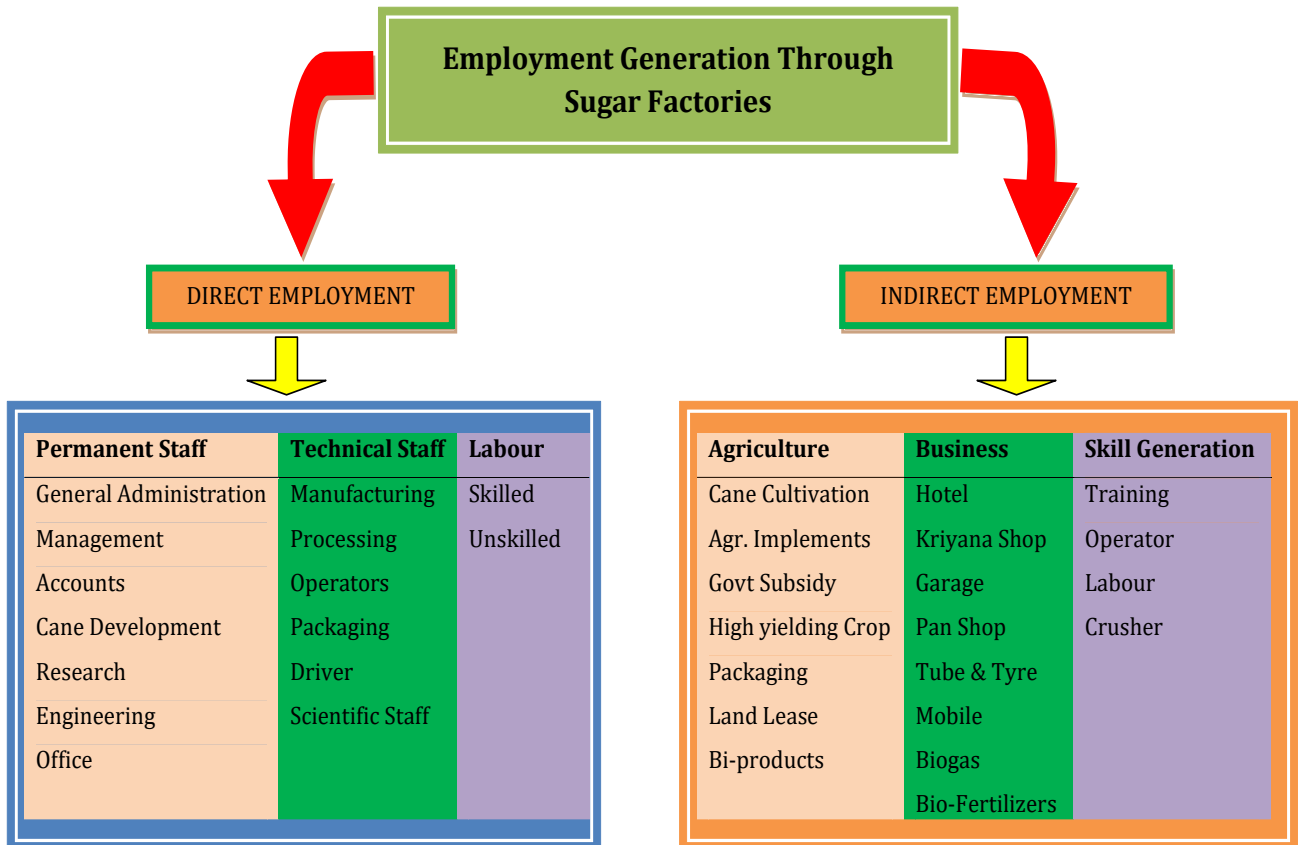 Employment Generation Through
Sugar Factories
DIRECT EMPLOYMENT
INDIRECT EMPLOYMENT
Permanent Staff Technical Staff Labour
General Administration Manufacturing Skilled
Management Processing Unskilled
Accounts Operators
Cane Development Packaging
Research Driver
Engineering Scientific Staff
Office
Agriculture Business Skill Generation
Cane Cultivation Hotel Training
Agr. Implements Kriyana Shop Operator
Govt Subsidy Garage Labour
High yielding Crop Pan Shop Crusher
Packaging Tube & Tyre
Land Lease Mobile
Bi-products Biogas
Bio-Fertilizers